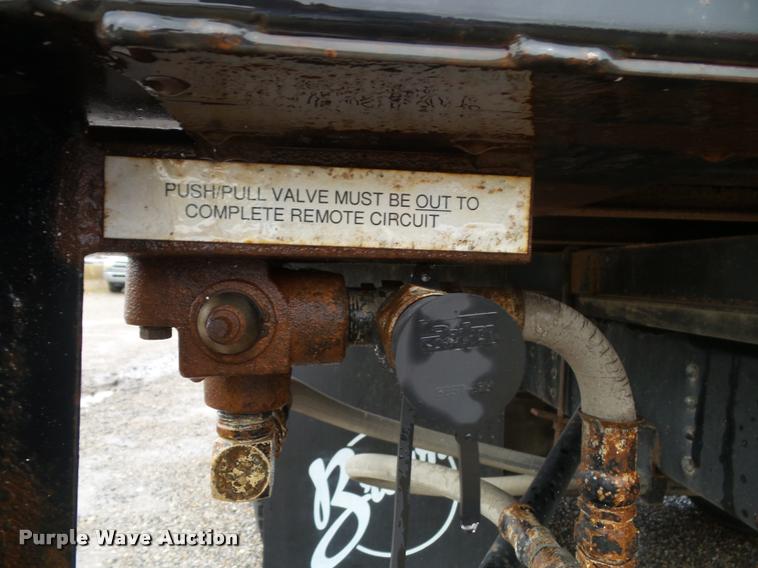 PUSH/PULL VALVE MUST BE OUT TO
COMPLETE REMOTE CIRCUIT
Purple Wave Auction